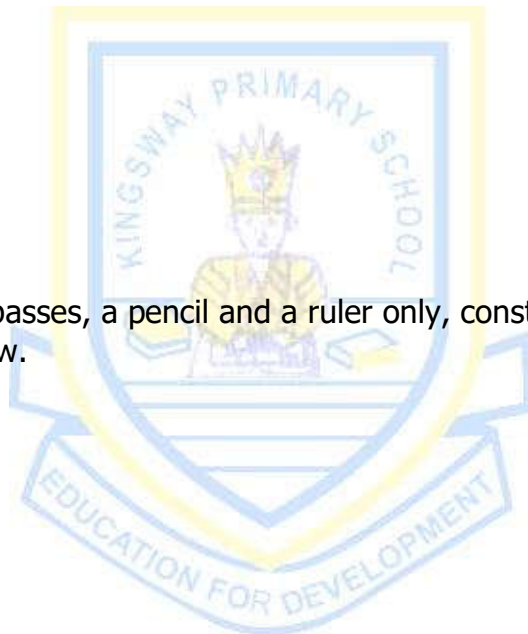 KINGSWAY PRIMARY SCHOOL
passes, a pencil and a ruler only, const
w.
EDUCATION FOR DEVELOPMENT